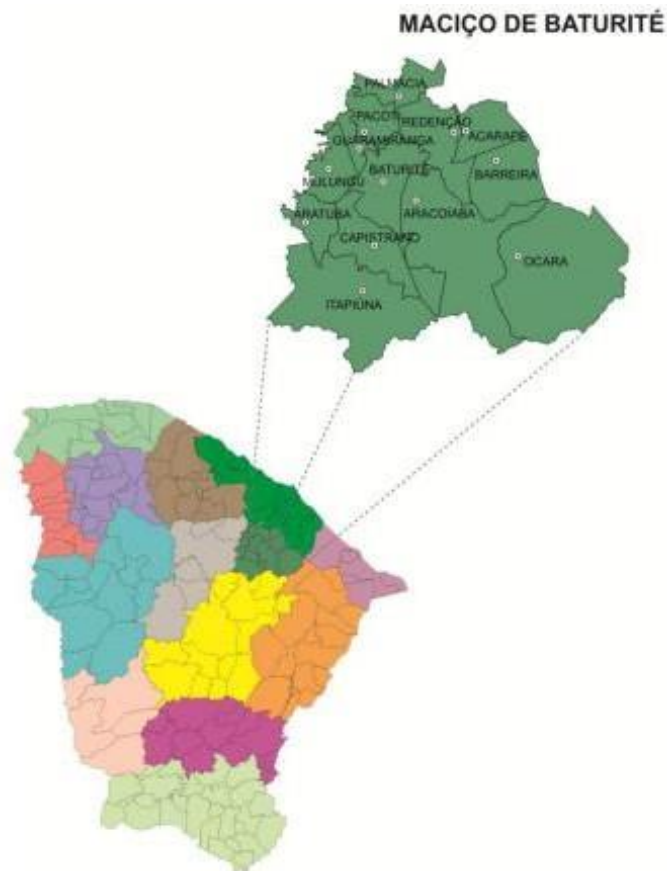 MACIÇO DE BATURITÉ
PALMÁCIA
PACOTI
REDENÇÃO
ACARAPE
GUARAMIRANGA
BATURITÉ
BARREIRA
MULUNGU
ARATUBA
ARACOIABA
CAPISTRANO
OCARA
ITAPIÚNA